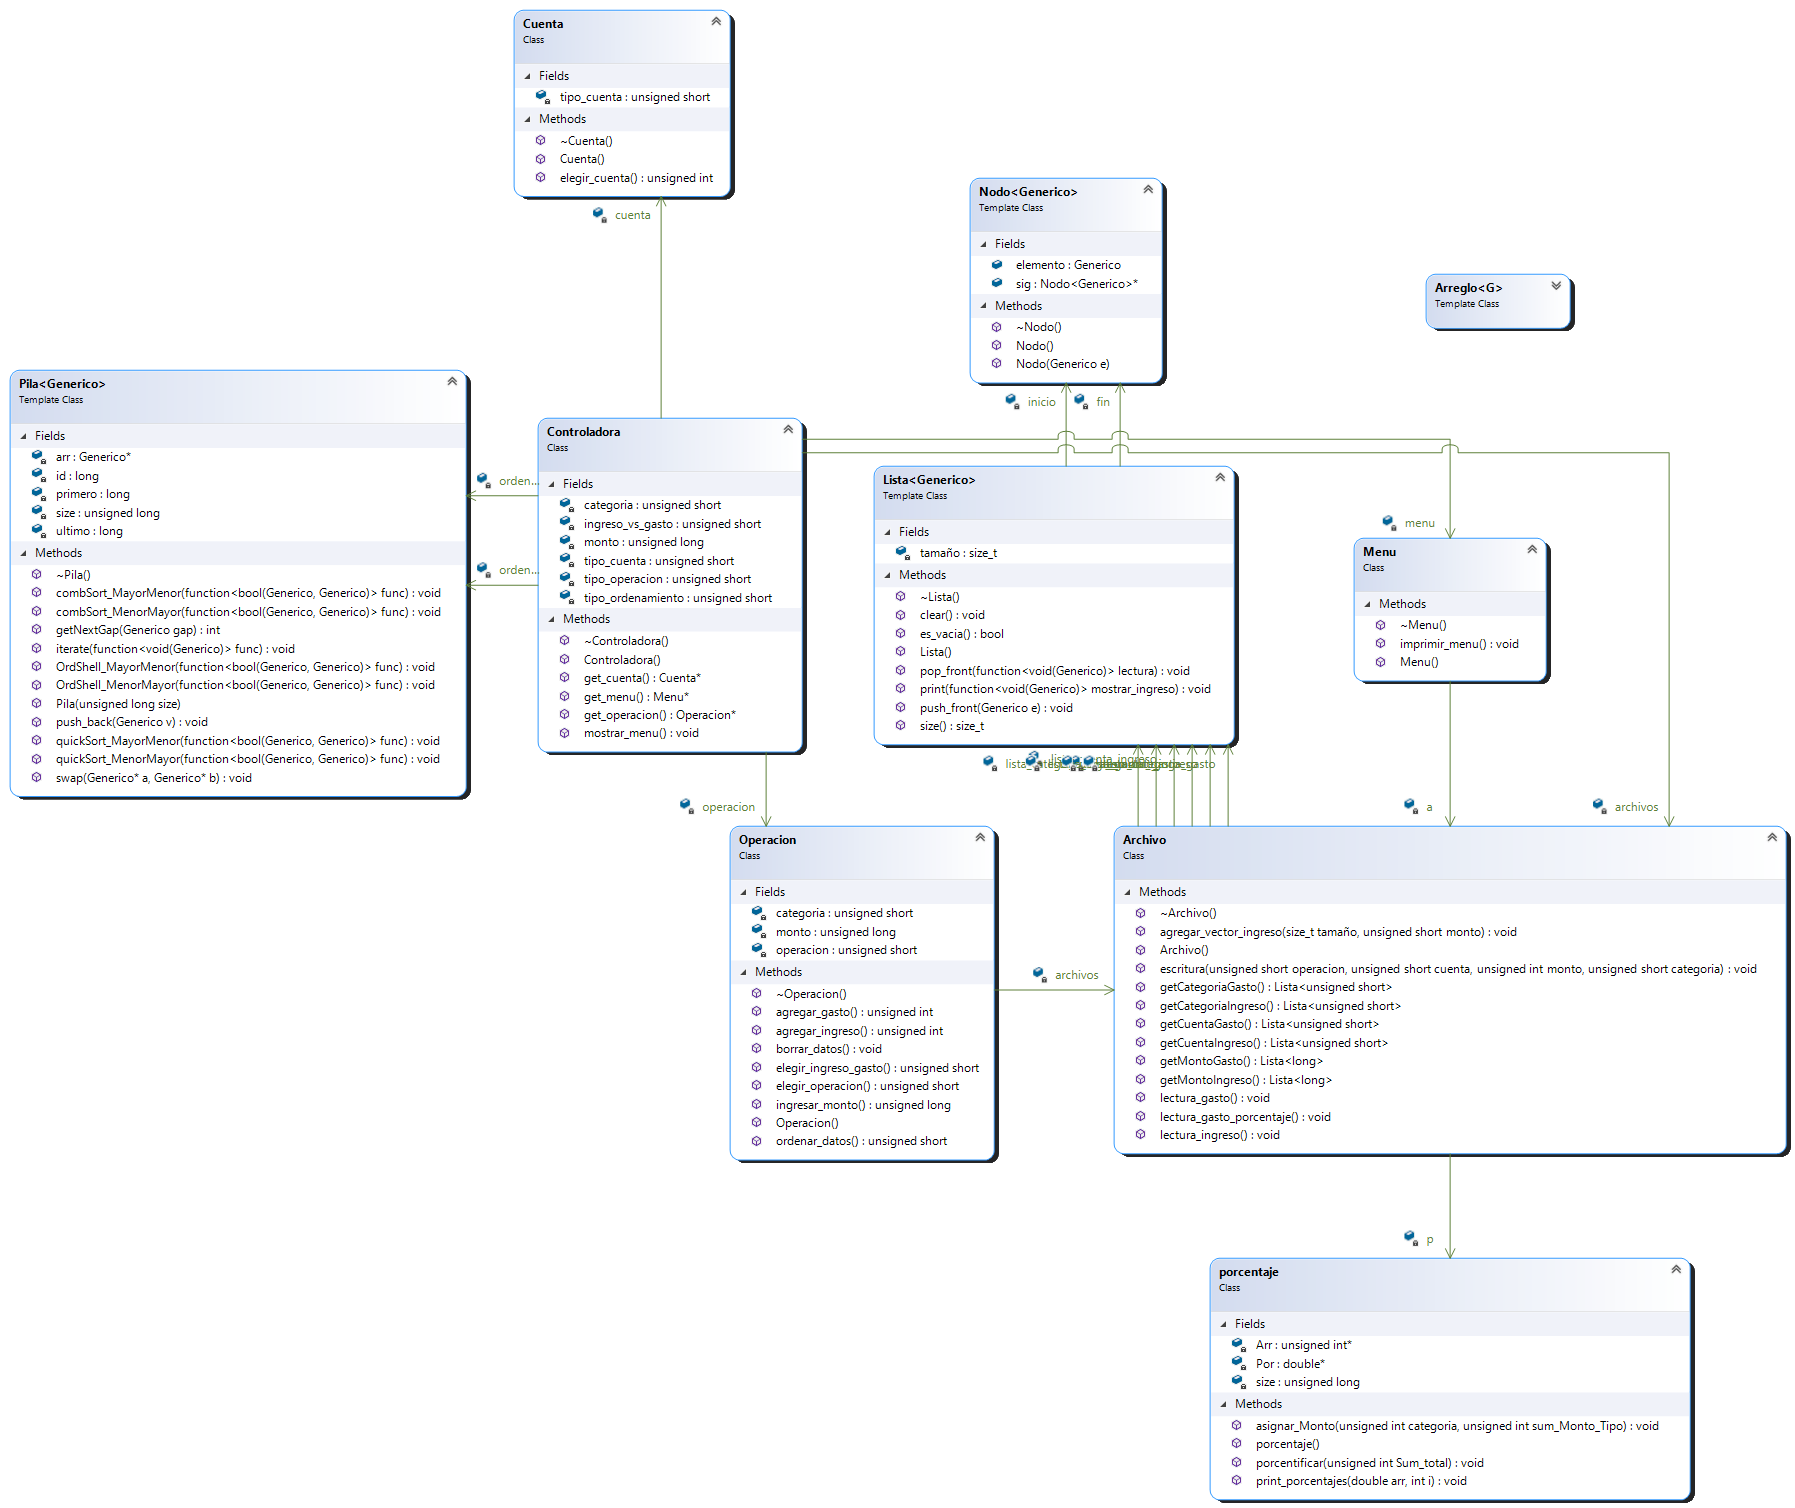 Cuenta
Class
Fields
tipo_cuenta : unsigned short
Methods
~Cuenta()
Cuenta()
elegir_cuenta() : unsigned int
cuenta
Nodo<Generico>
Template Class
Fields
elemento : Generico
sig : Nodo<Generico>*
Methods
~Nodo()
Nodo()
Nodo(Generico e)
inicio
fin
Arreglo<G>
Template Class
Pila<Generico>
Template Class
Fields
arr : Generico*
id : long
primero : long
size : unsigned long
ultimo : long
Methods
~Pila()
combSort_MayorMenor(function<bool(Generico, Generico)> func) : void
combSort_MenorMayor(function<bool(Generico, Generico)> func) : void
getNextGap(Generico gap) : int
iterate(function<void(Generico)> func) : void
OrdShell_MayorMenor(function<bool(Generico, Generico)> func) : void
OrdShell_MenorMayor(function<bool(Generico, Generico)> func) : void
Pila(unsigned long size)
push_back(Generico v) : void
quickSort_MayorMenor(function<bool(Generico, Generico)> func) : void
quickSort_MenorMayor(function<bool(Generico, Generico)> func) : void
swap(Generico* a, Generico* b) : void
orden...
orden...
Controladora
Class
Fields
categoria : unsigned short
ingreso_vs_gasto : unsigned short
monto : unsigned long
tipo_cuenta : unsigned short
tipo_operacion : unsigned short
tipo_ordenamiento : unsigned short
Methods
~Controladora()
Controladora()
get_cuenta() : Cuenta*
get_menu() : Menu*
get_operacion() : Operacion*
mostrar_menu() : void
Lista<Generico>
Template Class
Fields
tamaño : size_t
Methods
~Lista()
clear() : void
es_vacia() : bool
Lista()
pop_front(function<void(Generico)> lectura) : void
print(function<void(Generico)> mostrar_ingreso) : void
push_front(Generico e) : void
size() : size_t
menu
Menu
Class
Methods
~Menu()
imprimir_menu() : void
Menu()
operacion
a
archivos
Operacion
Class
Fields
categoria : unsigned short
monto : unsigned long
operacion : unsigned short
Methods
~Operacion()
agregar_gasto() : unsigned int
agregar_ingreso() : unsigned int
borrar_datos() : void
elegir_ingreso_gasto() : unsigned short
elegir_operacion() : unsigned short
ingresar_monto() : unsigned long
Operacion()
ordenar_datos() : unsigned short
archivos
Archivo
Class
Methods
~Archivo()
agregar_vector_ingreso(size_t tamaño, unsigned short monto) : void
Archivo()
escritura(unsigned short operacion, unsigned short cuenta, unsigned int monto, unsigned short categoria) : void
getCategoriaGasto() : Lista<unsigned short>
getCategoriaIngreso() : Lista<unsigned short>
getCuentaGasto() : Lista<unsigned short>
getCuentaIngreso() : Lista<unsigned short>
getMontoGasto() : Lista<long>
getMontoIngreso() : Lista<long>
lectura_gasto() : void
lectura_gasto_porcentaje() : void
lectura_ingreso() : void
p
porcentaje
Class
Fields
Arr : unsigned int*
Por : double*
size : unsigned long
Methods
asignar_Monto(unsigned int categoria, unsigned int sum_Monto_Tipo) : void
porcentaje()
porcentificar(unsigned int Sum_total) : void
print_porcentajes(double arr, int i) : void